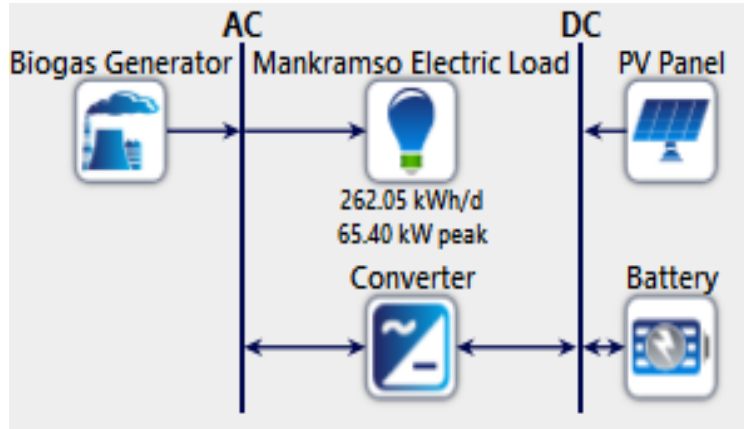 AC DC
Biogas Generator Mankramso Electric Load PV Panel
262.05 kWh/d
65.40 kW peak
Converter Battery